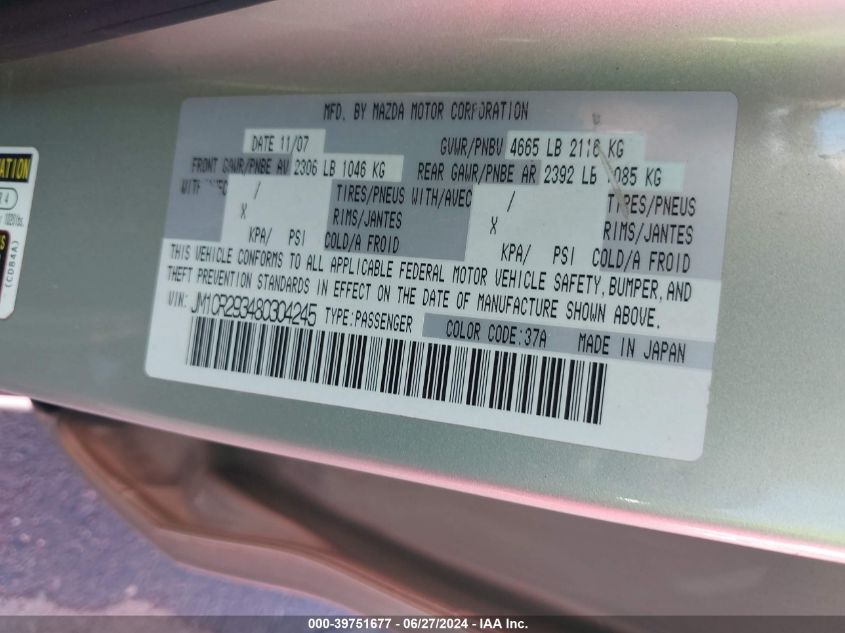 MFD. BY MAZDA MOTOR CORPORATION
DATE 11/07 GVWR/PNBV 4665 LB 2116 KG
FRONT GAWR/PNBE AV 2306 LB 1046 KG REAR GAWR/PNBE AR 2392 LB 1085 KG
WITH / TIRES/PNEUS WITH/AVEC / TIRES/PNEUS
X RIMS/JANTES X RIMS/JANTES
KPA/ PSI COLD/A FROID KPA/ PSI COLD/A FROID
THIS VEHICLE CONFORMS TO ALL APPLICABLE FEDERAL MOTOR VEHICLE SAFETY, BUMPER, AND
THEFT PREVENTION STANDARDS IN EFFECT ON THE DATE OF MANUFACTURE SHOWN ABOVE.
VIN: JM1CR293480304245 TYPE:PASSENGER COLOR CODE:37A MADE IN JAPAN
(CDB4A)
000-39751677 - 06/27/2024 - IAA Inc.